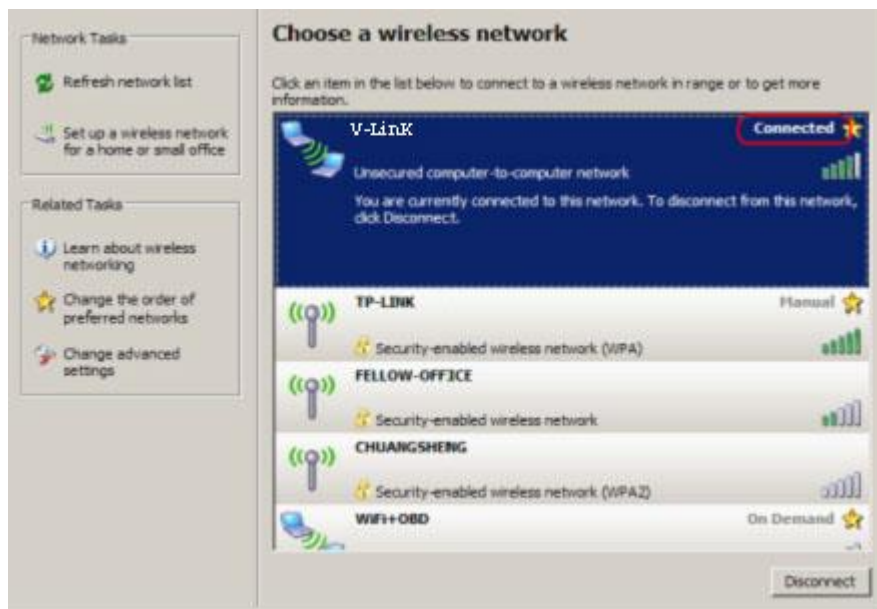 Network Tasks
Refresh network list
Set up a wireless network
for a home or small office
Related Tasks
Learn about wireless
networking
Change the order of
preferred networks
Change advanced
settings
Choose a wireless network
Click an item in the list below to connect to a wireless network in range or to get more
information.
V-LinK
Connected
Unsecured computer-to-computer network
You are currently connected to this network. To disconnect from this network,
click Disconnect.
TP-LINK
Manual
Security-enabled wireless network (WPA)
FELLOW-OFFICE
Security-enabled wireless network
CHUANGSHENG
Security-enabled wireless network (WPA2)
WiFi+OBD
On Demand
Disconnect